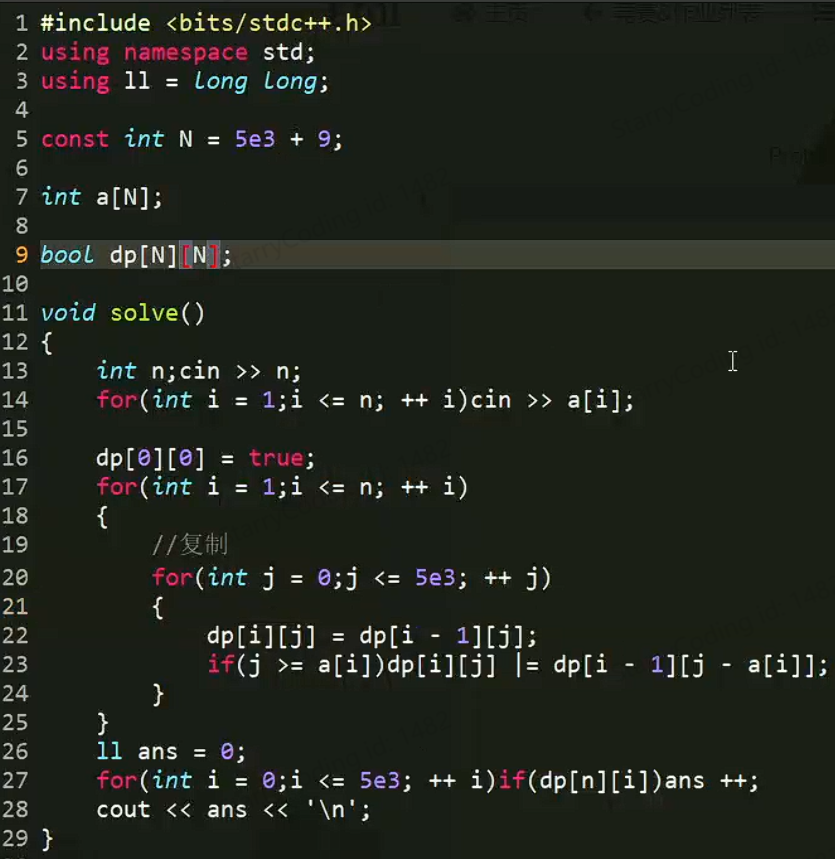 1 #include <bits/stdc++.h>
2 using namespace std;
3 using ll = long long;
4
5 const int N = 5e3 + 9;
6
7 int a[N];
8
9 bool dp[N][N];
10
11 void solve()
12 {
13     int n;cin >> n;
14     for(int i = 1;i <= n; ++ i)cin >> a[i];
15
16     dp[0][0] = true;
17     for(int i = 1;i <= n; ++ i)
18     {
19         //复制
20         for(int j = 0;j <= 5e3; ++ j)
21         {
22             dp[i][j] = dp[i - 1][j];
23             if(j >= a[i])dp[i][j] |= dp[i - 1][j - a[i]];
24         }
25     }
26     ll ans = 0;
27     for(int i = 0;i <= 5e3; ++ i)if(dp[n][i])ans ++;
28     cout << ans << '\n';
29 }